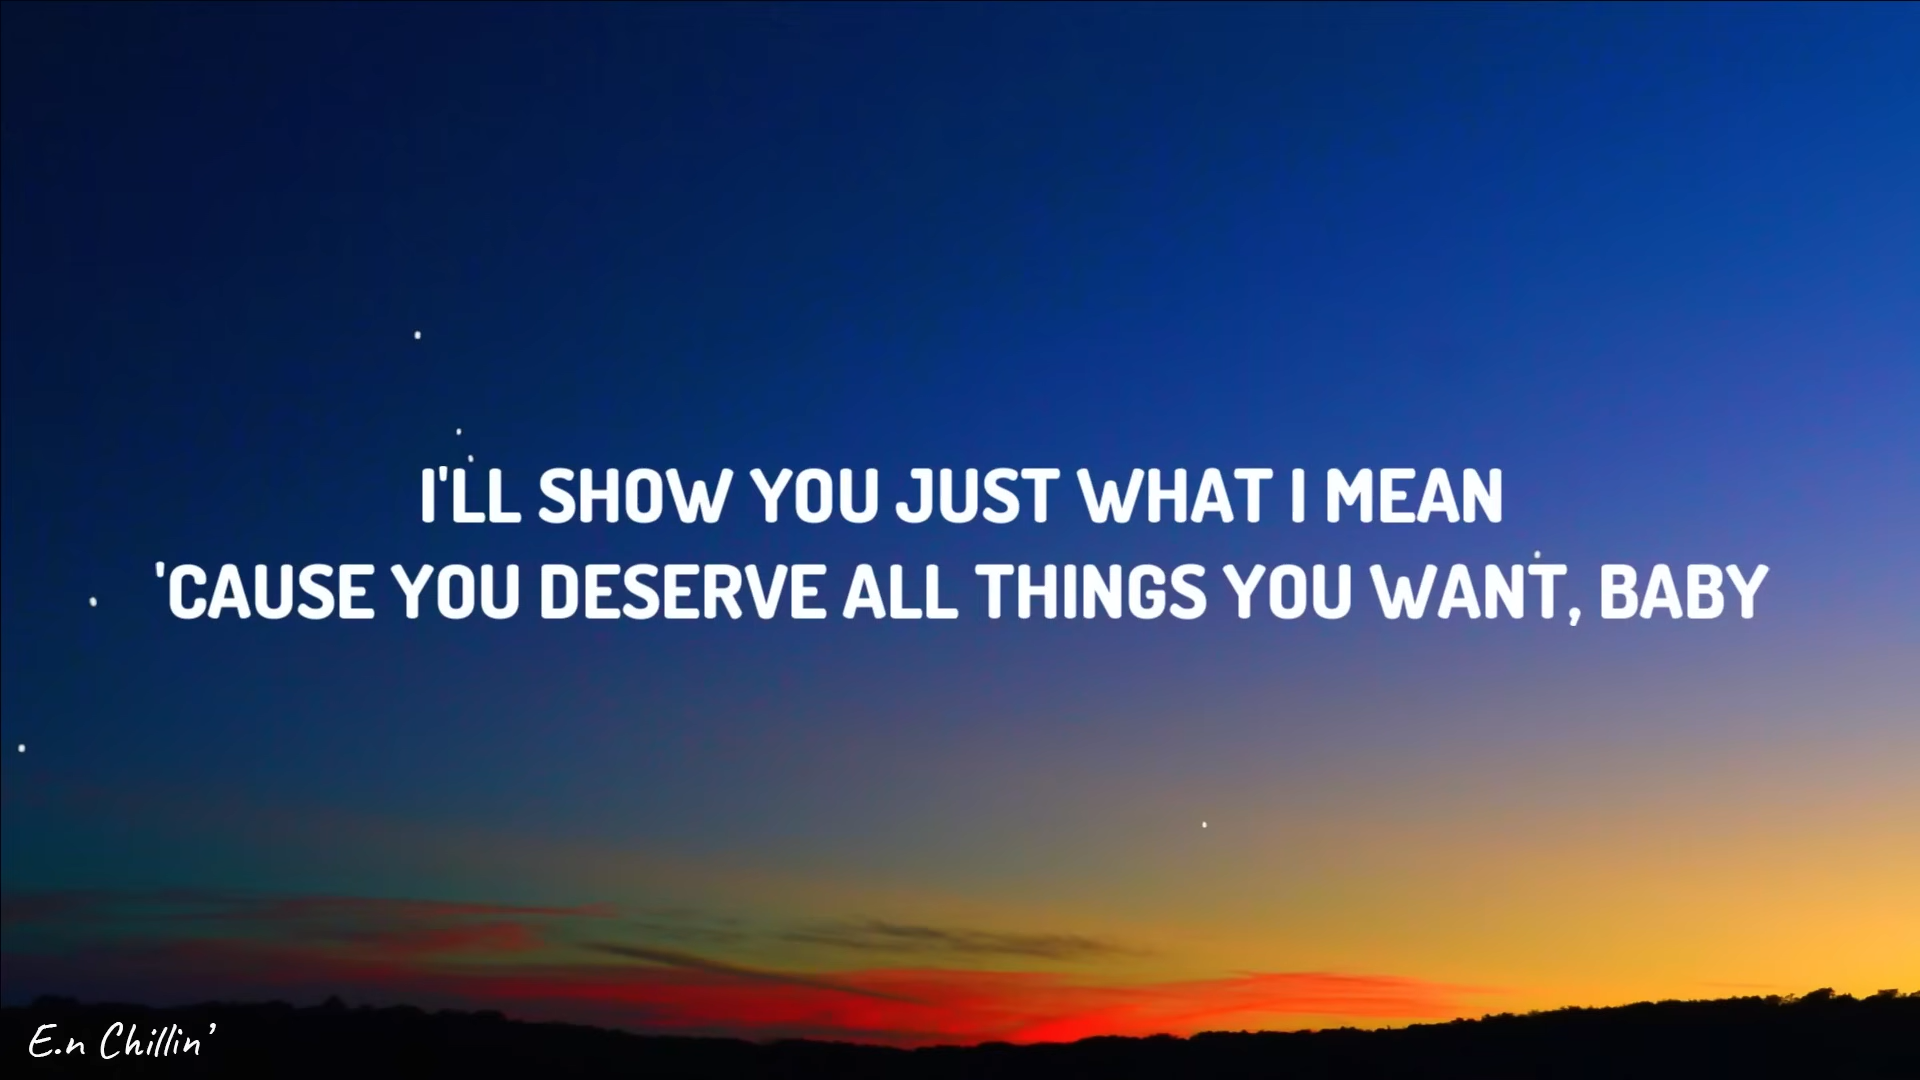 I'LL SHOW YOU JUST WHAT I MEAN
'CAUSE YOU DESERVE ALL THINGS YOU WANT, BABY
E.n Chillin'